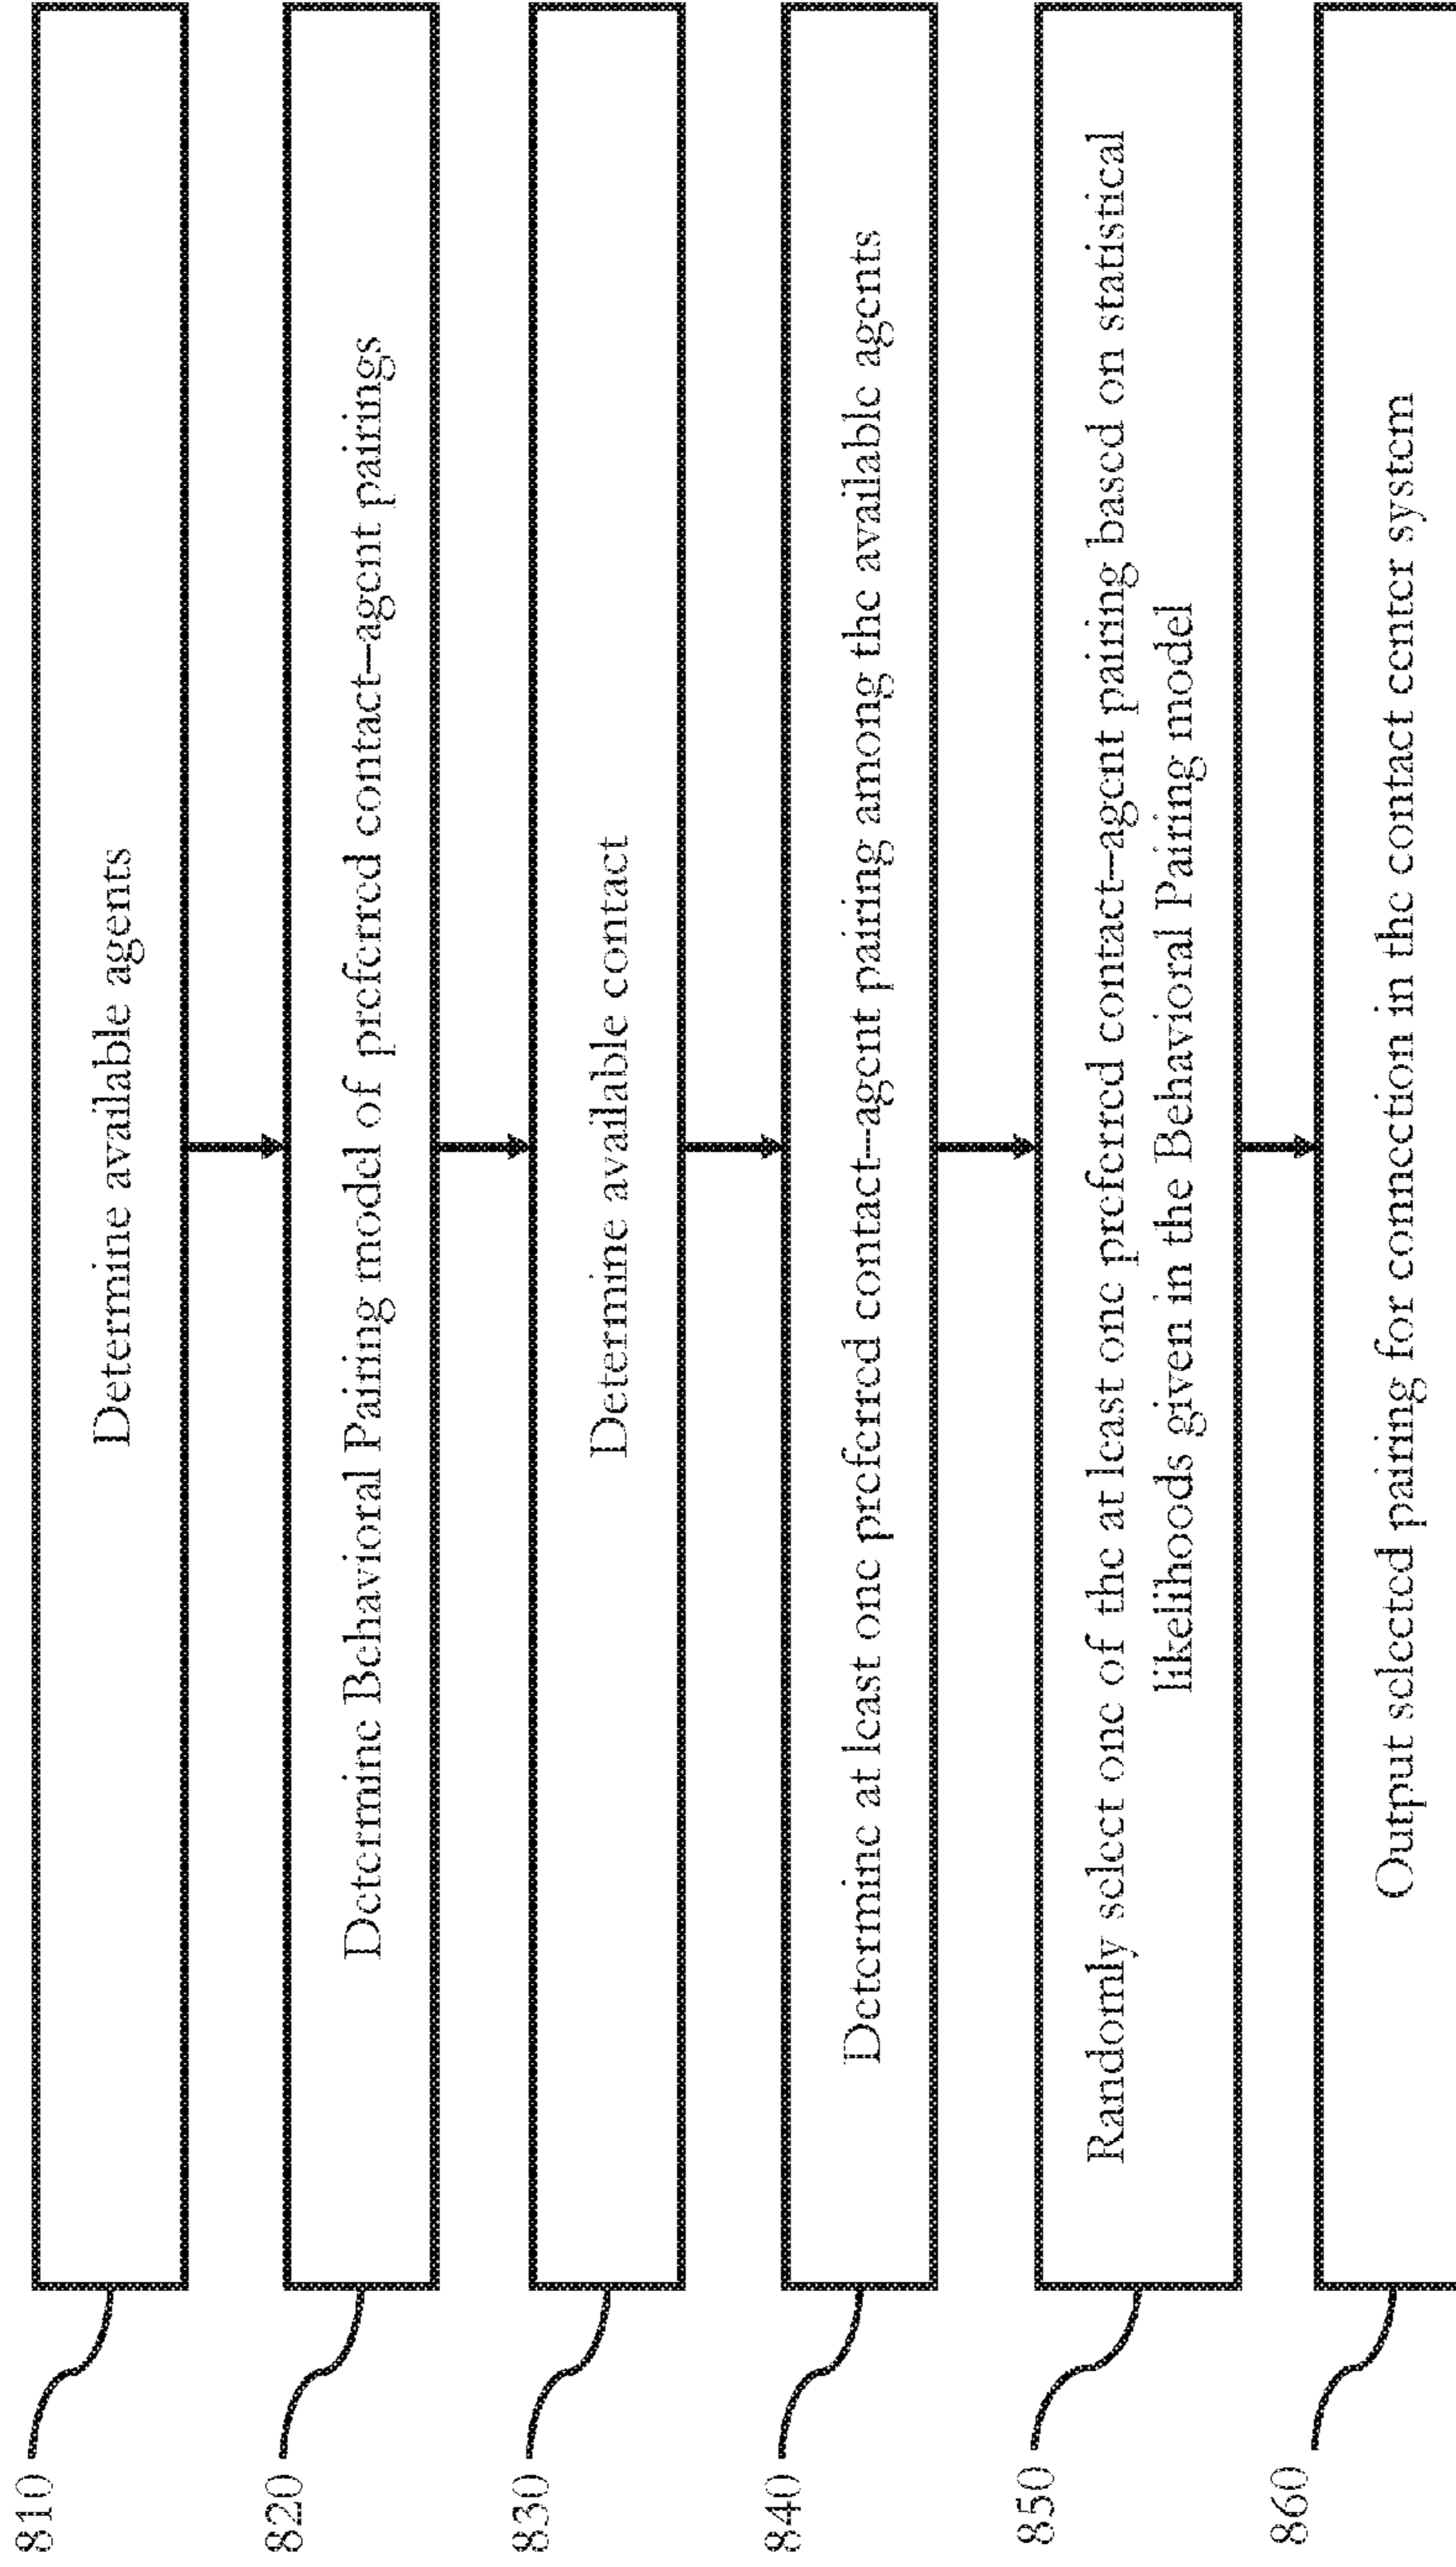 810
Determine available agents
820
Determine Behavioral Pairing model of preferred contact–agent pairings
830
Determine available contact
840
Determine at least one preferred contact–agent pairing among the available agents
850
Randomly select one of the at least one preferred contact–agent pairing based on statistical
likelihoods given in the Behavioral Pairing model
860
Output selected pairing for connection in the contact center system